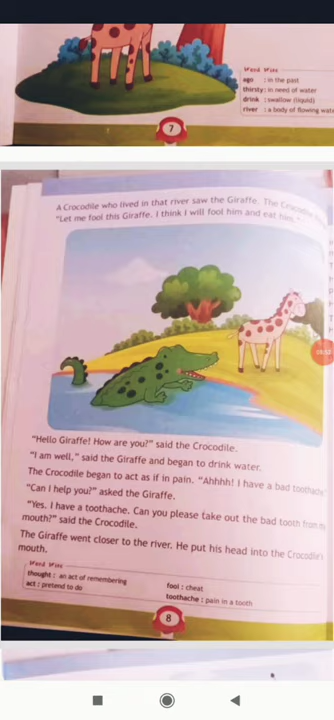 Word Wise
ago : in the past
thirsty : in need of water
drink : swallow (liquid)
river : a body of flowing
7
A Crocodile who lived in that river saw the Giraffe. The Crocodile
"Let me fool this Giraffe. I think I will fool him and eat him."
"Hello Giraffe! How are you?" said the Crocodile.
"I am well," said the Giraffe and began to drink water.
The Crocodile began to act as if in pain. "Ahhhh! I have a bad toothache
"Can I help you?" asked the Giraffe.
"Yes. I have a toothache. Can you please take out the bad tooth from my
mouth?" said the Crocodile.
The Giraffe went closer to the river. He put his head into the Crocodile's
mouth.
Word Wise
thought : an act of remembering
fool : cheat
act : pretend to do
toothache : pain in a tooth
8